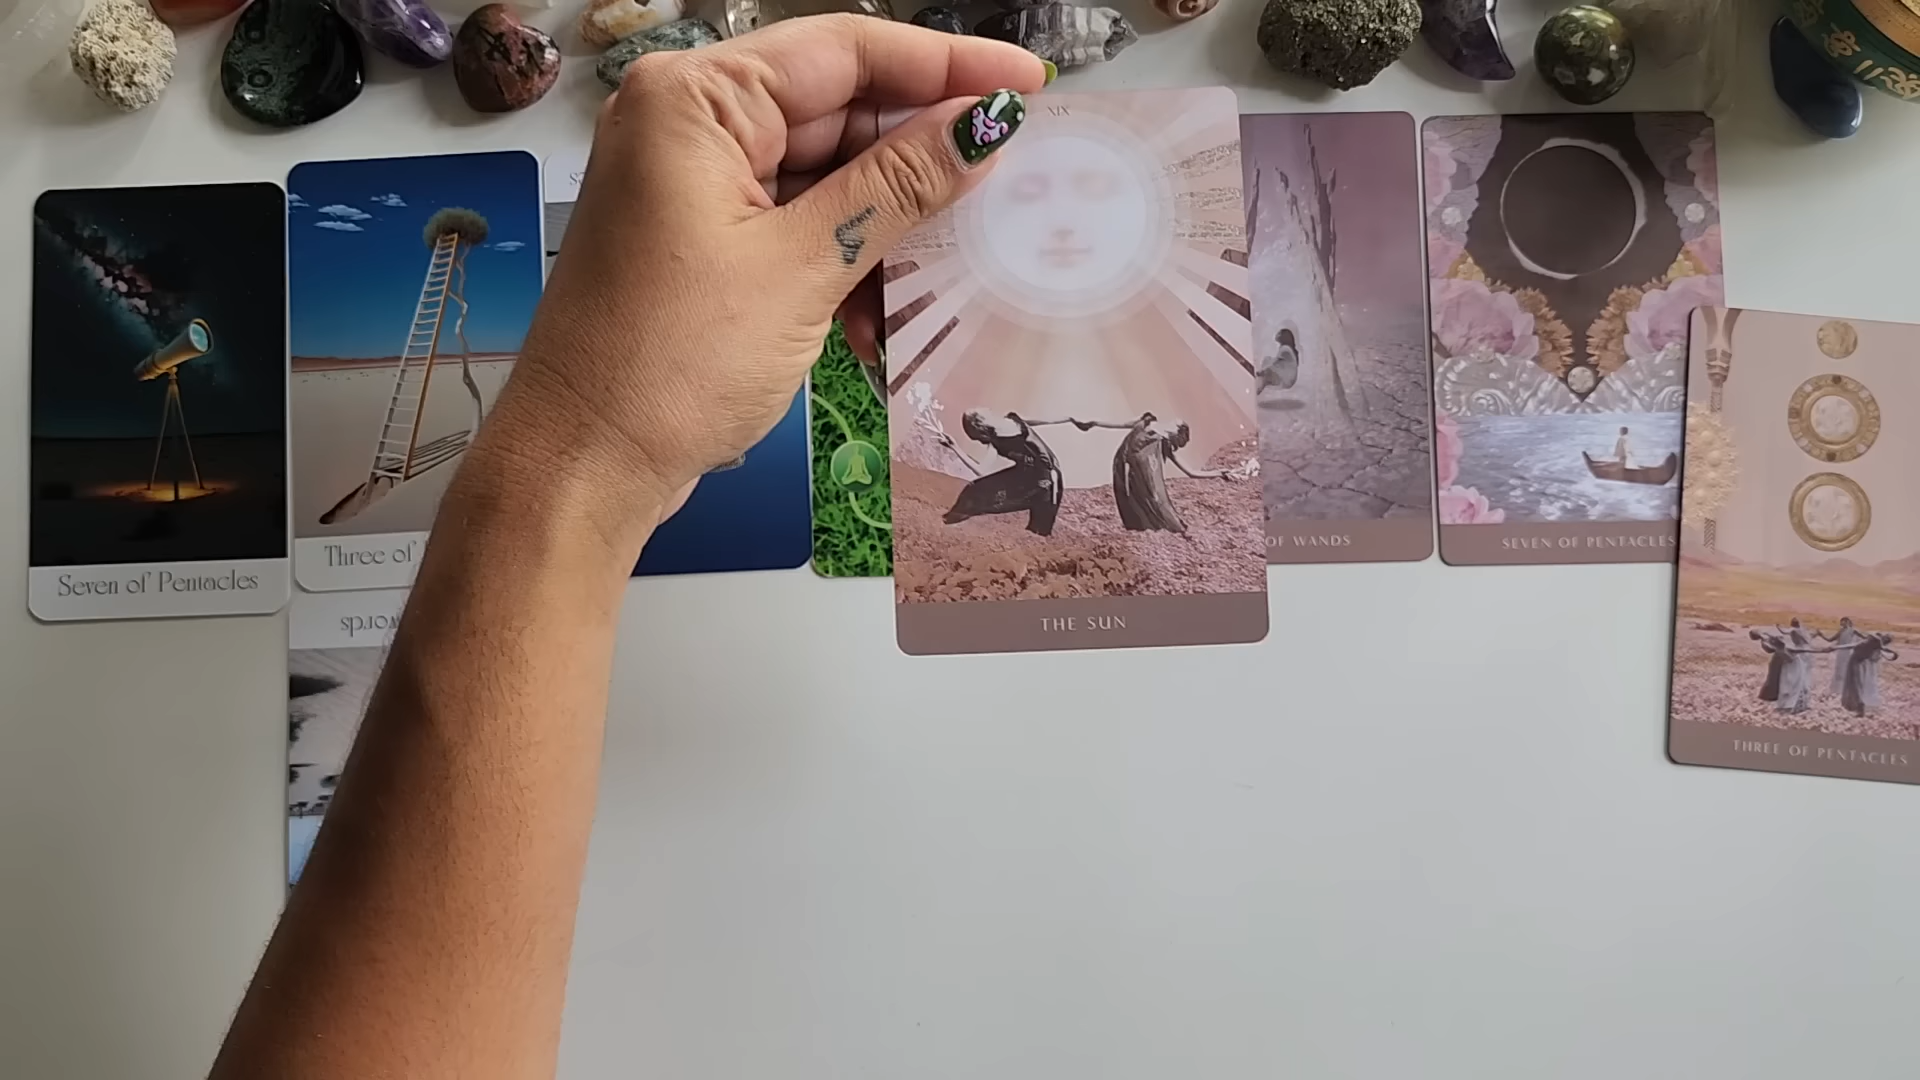 XIX
THE SUN
Seven of Pentacles
Three of
OF WANDS
SEVEN OF PENTACLES
THREE OF PENTACLES